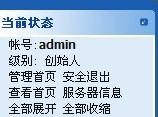 当前状态
帐号:admin
级别: 创始人
管理首页 安全退出
查看首页 服务器信息
全部展开 全部收缩